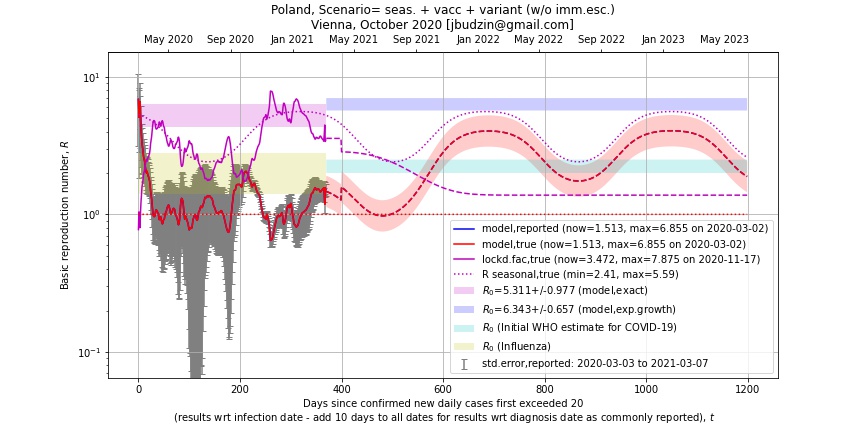 Poland, Scenario= seas. + vacc + variant (w/o imm.esc.)
Vienna, October 2020 [jbudzin@gmail.com]
May 2020 Sep 2020 Jan 2021 May 2021 Sep 2021 Jan 2022 May 2022 Sep 2022 Jan 2023 May 2023
Basic reproduction number, R
10¹
10⁰
10⁻¹
model,reported (now=1.513, max=6.855 on 2020-03-02)
model,true (now=1.513, max=6.855 on 2020-03-02)
lockd.fac,true (now=3.472, max=7.875 on 2020-11-17)
R seasonal,true (min=2.41, max=5.59)
R₀=5.311+/-0.977 (model,exact)
R₀=6.343+/-0.657 (model,exp.growth)
R₀ (Initial WHO estimate for COVID-19)
R₀ (Influenza)
std.error,reported: 2020-03-03 to 2021-03-07
0 200 400 600 800 1000 1200
Days since confirmed new daily cases first exceeded 20
(results wrt infection date - add 10 days to all dates for results wrt diagnosis date as commonly reported), t